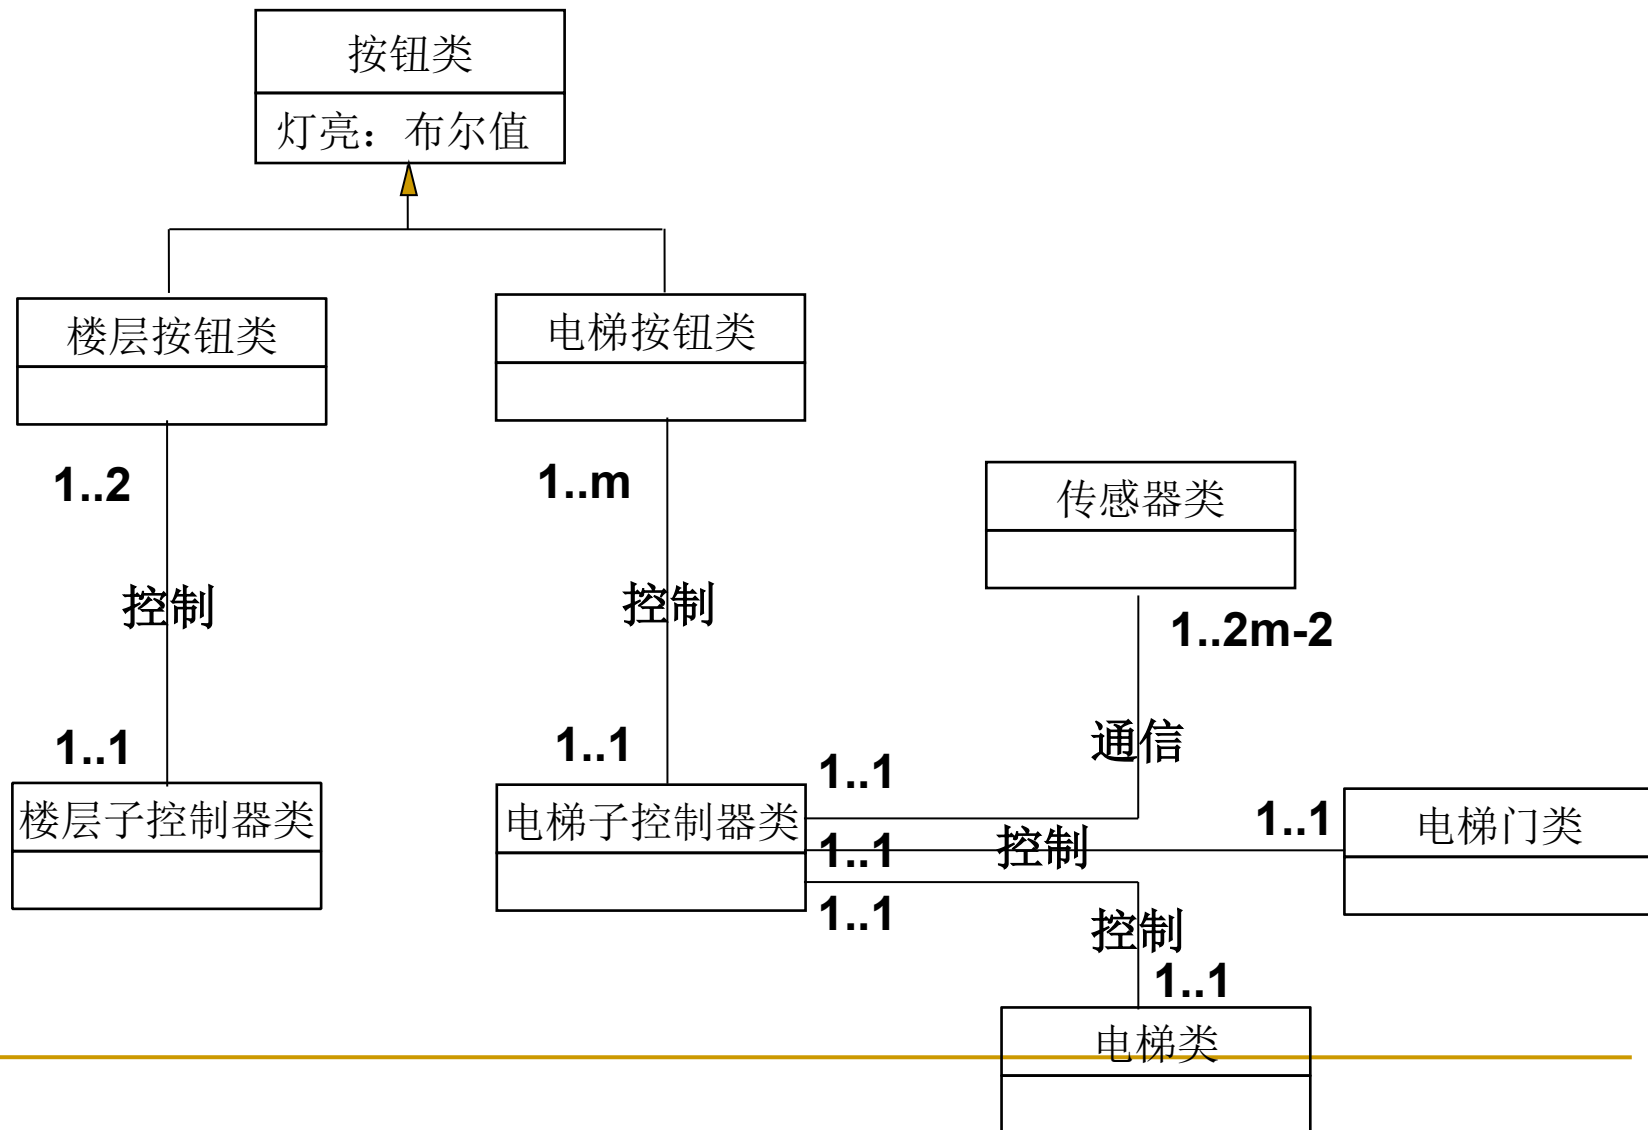 按钮类
灯亮：布尔值
楼层按钮类
电梯按钮类
1..2
1..m
传感器类
控制
控制
1..2m-2
1..1
1..1
通信
1..1
楼层子控制器类
电梯子控制器类
1..1
控制
1..1
电梯门类
1..1
控制
1..1
电梯类